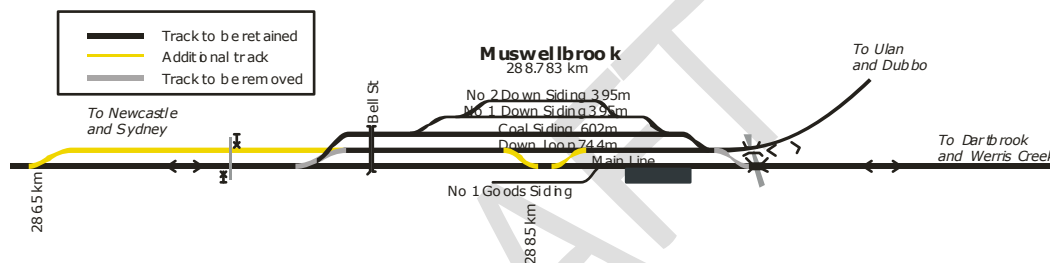 Track to be retained
Additional track
Track to be removed
Muswellbrook
288.783 km
To Ulan
and Dubbo
No 2 Down Siding 395m
No 1 Down Siding 395m
Coal Siding 602m
Down Loop 744m
Main Line
To Newcastle
and Sydney
Bell St
To Dartbrook
and Werris Creek
No 1 Goods Siding
286.5 km
288.5 km